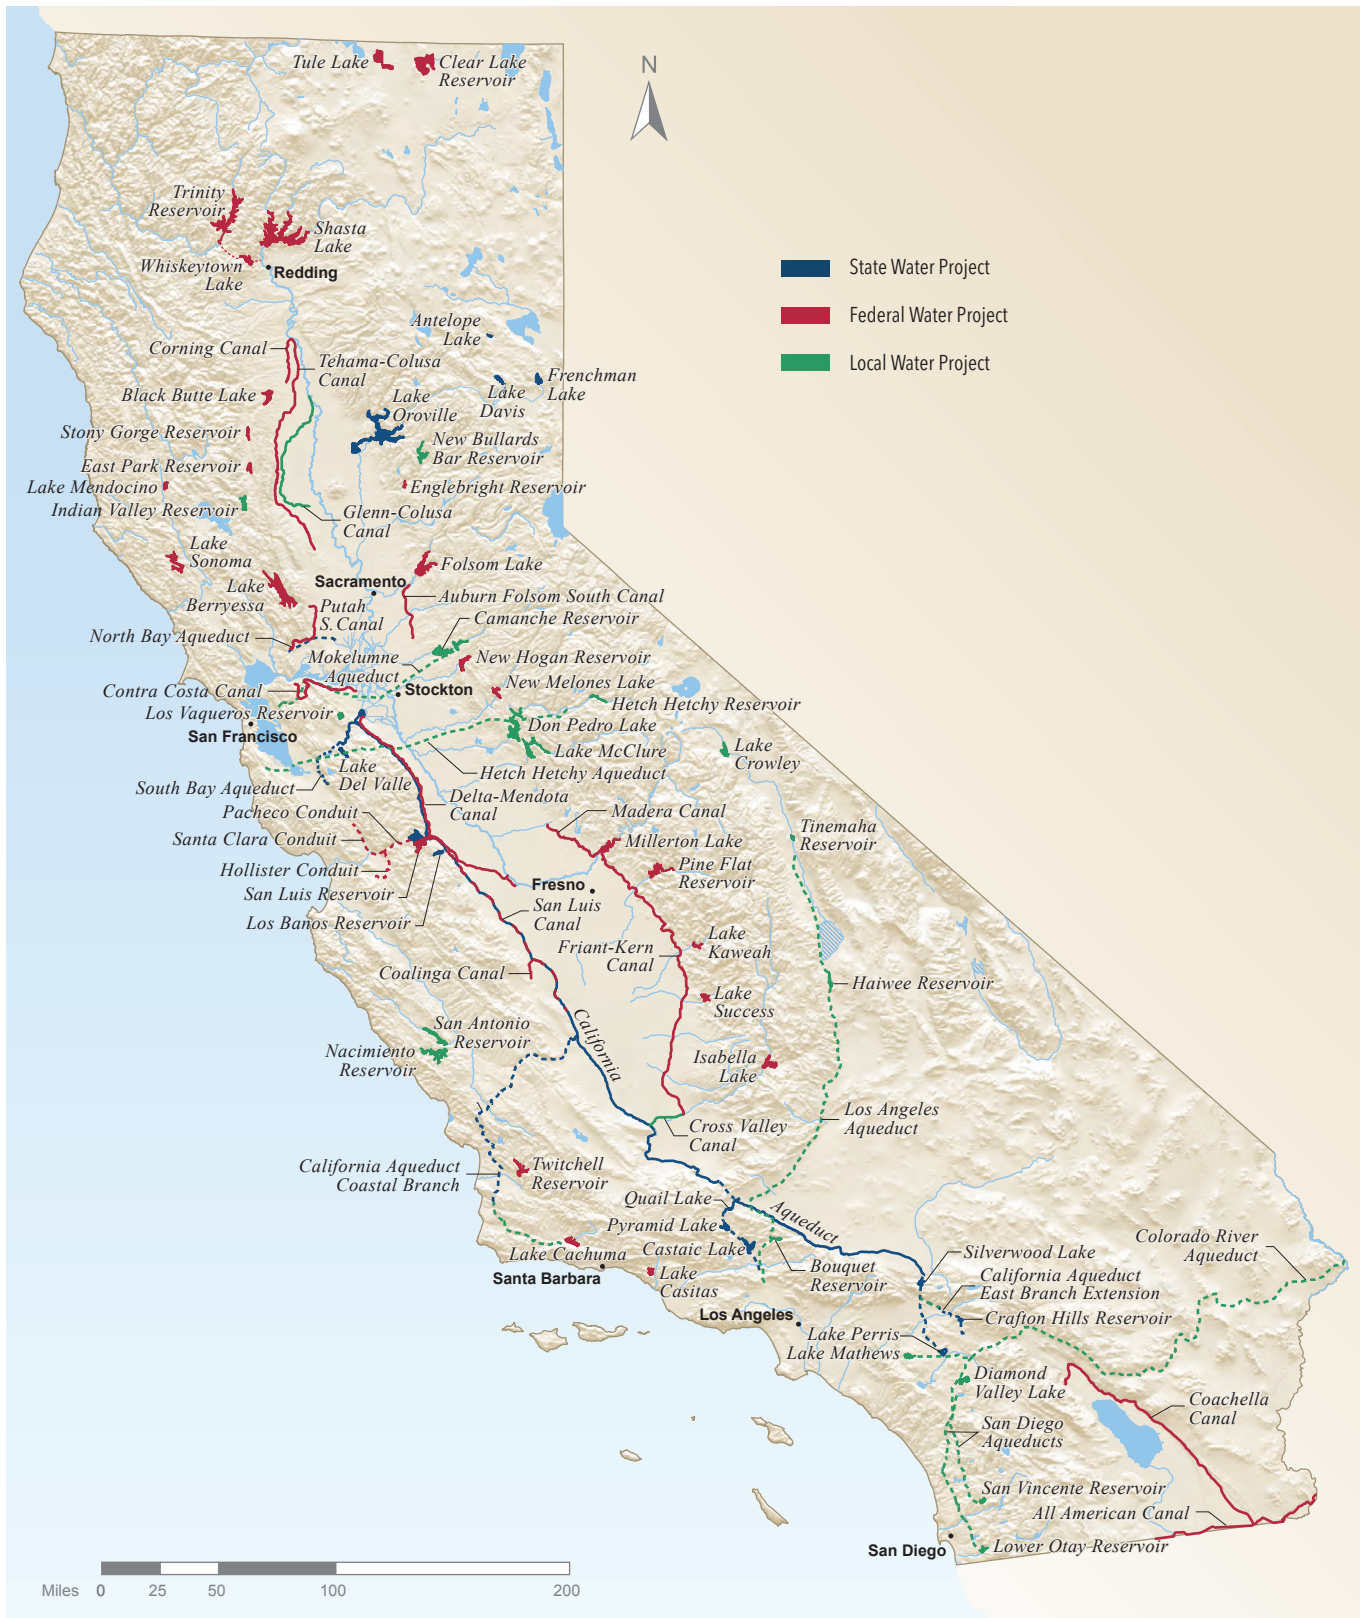 Tule Lake
Clear Lake
Reservoir
N
Trinity
Reservoir
Shasta
Lake
Whiskeytown
Lake
Redding
State Water Project
Federal Water Project
Local Water Project
Antelope
Lake
Corning Canal
Tehama-Colusa
Canal
Frenchman
Lake
Lake
Davis
Black Butte Lake
Lake
Oroville
Stony Gorge Reservoir
New Bullards
Bar Reservoir
East Park Reservoir
Lake Mendocino
Englebright Reservoir
Indian Valley Reservoir
Glenn-Colusa
Canal
Lake
Sonoma
Folsom Lake
Lake
Berryessa
Sacramento
Auburn Folsom South Canal
Putah
S.Canal
Camanche Reservoir
North Bay Aqueduct
Mokelumne
Aqueduct
New Hogan Reservoir
Contra Costa Canal
Stockton
New Melones Lake
Hetch Hetchy Reservoir
Los Vaqueros Reservoir
San Francisco
Don Pedro Lake
Lake McClure
Lake
Crowley
Lake
Del Valle
Hetch Hetchy Aqueduct
South Bay Aqueduct
Delta-Mendota
Canal
Pacheco Conduit
Madera Canal
Santa Clara Conduit
Millerton Lake
Tinemaha
Reservoir
Hollister Conduit
Pine Flat
Reservoir
San Luis Reservoir
Fresno
San Luis
Canal
Los Banos Reservoir
Friant-Kern
Canal
Lake
Kaweah
Coalinga Canal
Haiwee Reservoir
Lake
Success
San Antonio
Reservoir
California
Nacimiento
Reservoir
Isabella
Lake
Los Angeles
Aqueduct
Cross Valley
Canal
California Aqueduct
Coastal Branch
Twitchell
Reservoir
Quail Lake
Aqueduct
Pyramid Lake
Castaic Lake
Lake Cachuma
Santa Barbara
Bouquet
Reservoir
Silverwood Lake
Colorado River
Aqueduct
Lake
Casitas
California Aqueduct
East Branch Extension
Los Angeles
Crafton Hills Reservoir
Lake Perris
Lake Mathews
Diamond
Valley Lake
Coachella
Canal
San Diego
Aqueducts
San Vincente Reservoir
All American Canal
San Diego
Lower Otay Reservoir
Miles 0 25 50 100 200